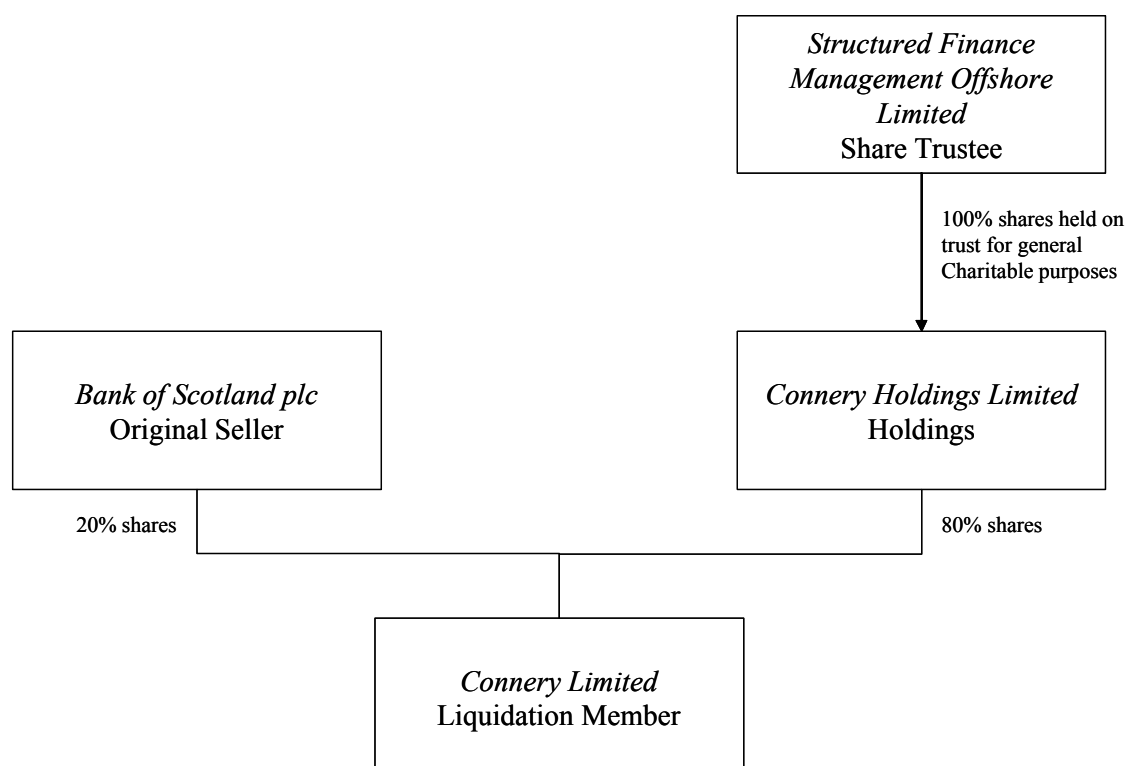 Structured Finance
Management Offshore
Limited
Share Trustee
100% shares held on
trust for general
Charitable purposes
Bank of Scotland plc
Original Seller
Connery Holdings Limited
Holdings
20% shares
80% shares
Connery Limited
Liquidation Member